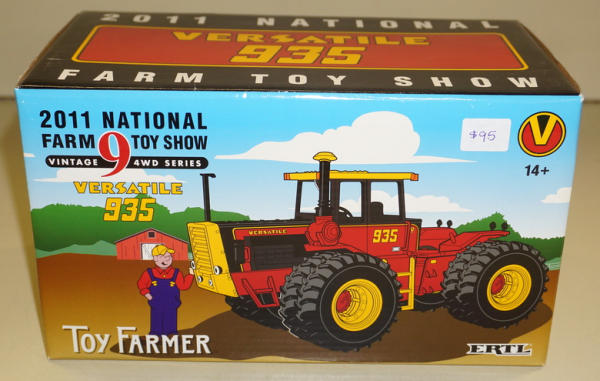 2011 NATIONAL
VERSATILE
935
FARM TOY SHOW
2011 NATIONAL
FARM 9 TOY SHOW
VINTAGE 4WD SERIES
VERSATILE
935
$95
V
14+
VERSATILE
935
TOY FARMER
ERTL